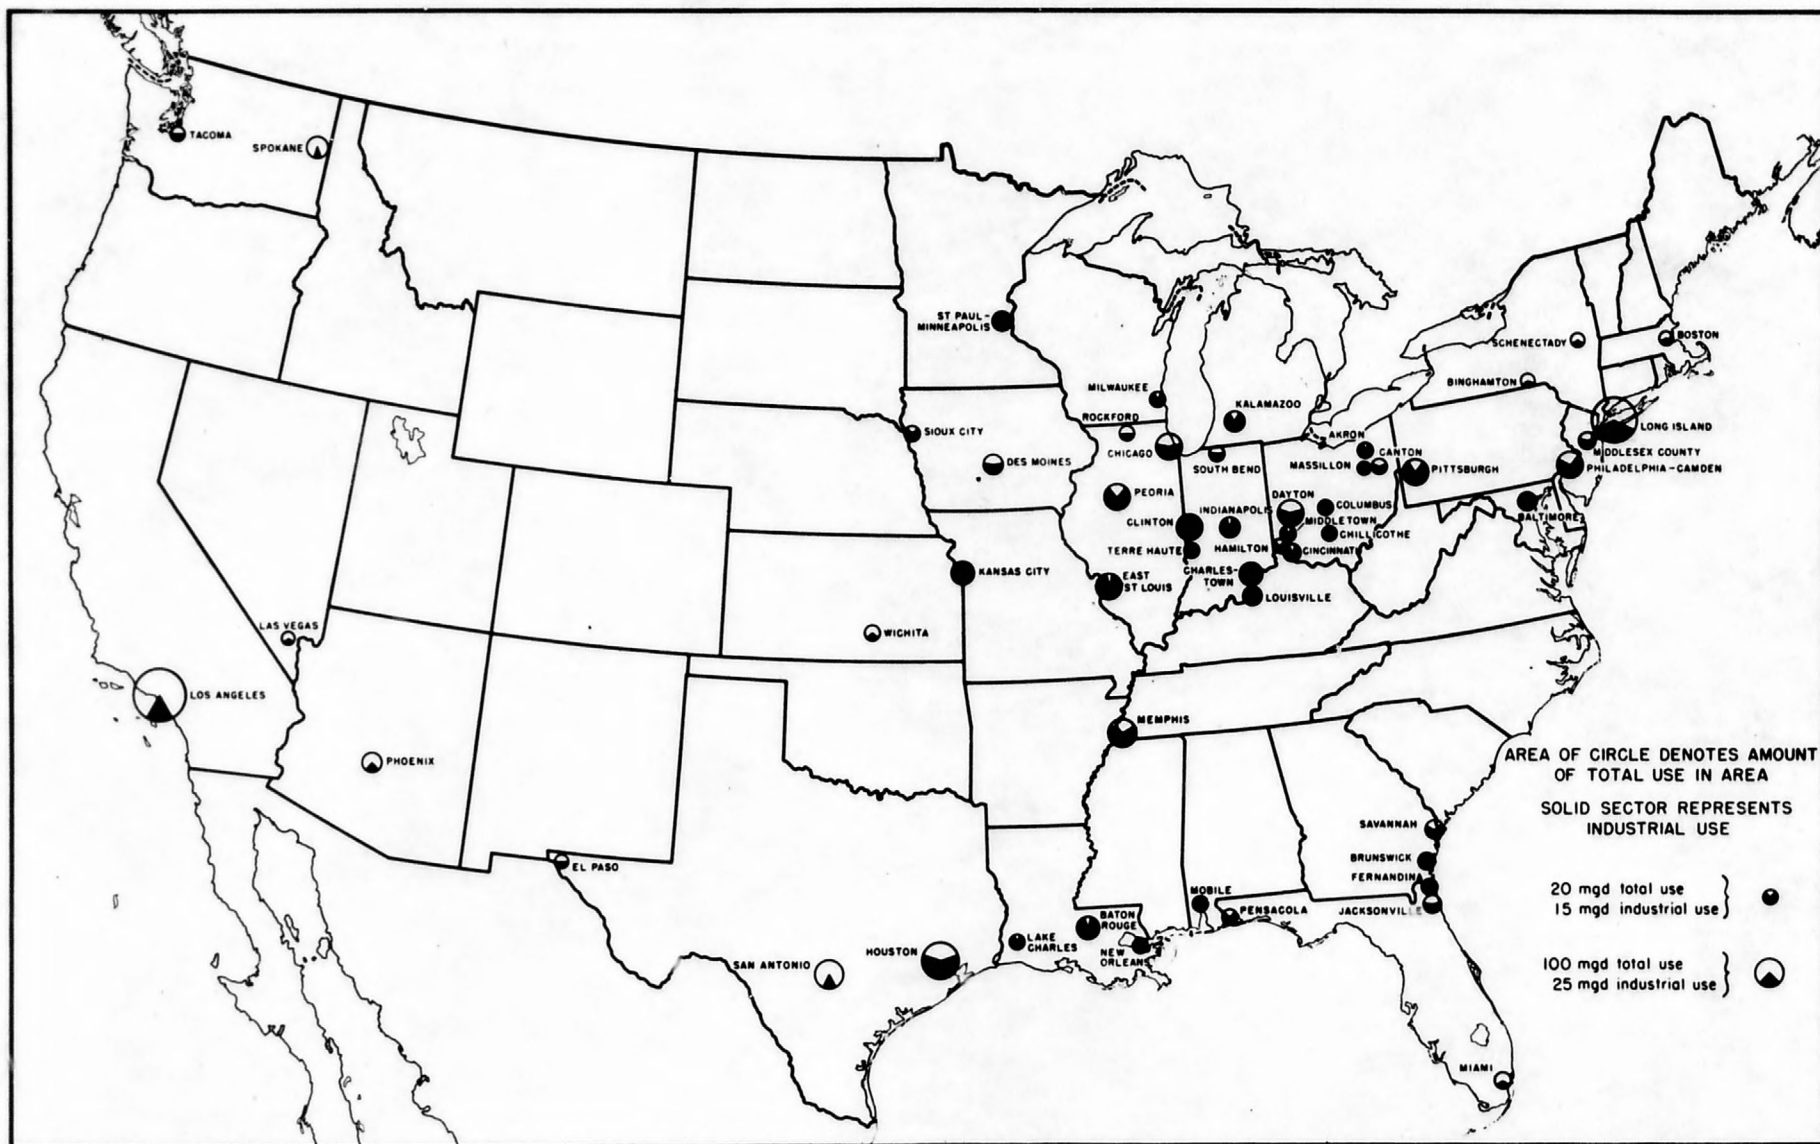 TACOMA
SPOKANE
ST PAUL-
MINNEAPOLIS
SCHENECTADY
BOSTON
BINGHAMTON
MILWAUKEE
ROCKFORD
KALAMAZOO
SIOUX CITY
CHICAGO
AKRON
CANTON
LONG ISLAND
DES MOINES
SOUTH BEND
MASSILLON
PITTSBURGH
MIDDLESEX COUNTY
PHILADELPHIA-CAMDEN
PEORIA
DAYTON
INDIANAPOLIS
COLUMBUS
CLINTON
MIDDLETOWN
BALTIMORE
CHILLICOTHE
TERRE HAUTE
HAMILTON
CINCINNATI
KANSAS CITY
EAST
ST LOUIS
CHARLES-
TOWN
LOUISVILLE
LAS VEGAS
WICHITA
LOS ANGELES
MEMPHIS
PHOENIX
AREA OF CIRCLE DENOTES AMOUNT
OF TOTAL USE IN AREA
SOLID SECTOR REPRESENTS
INDUSTRIAL USE
SAVANNAH
BRUNSWICK
EL PASO
FERNANDINA
20 mgd total use
15 mgd industrial use
MOBILE
PENSACOLA
JACKSONVILLE
BATON
ROUGE
LAKE
CHARLES
NEW
ORLEANS
HOUSTON
SAN ANTONIO
100 mgd total use
25 mgd industrial use
MIAMI